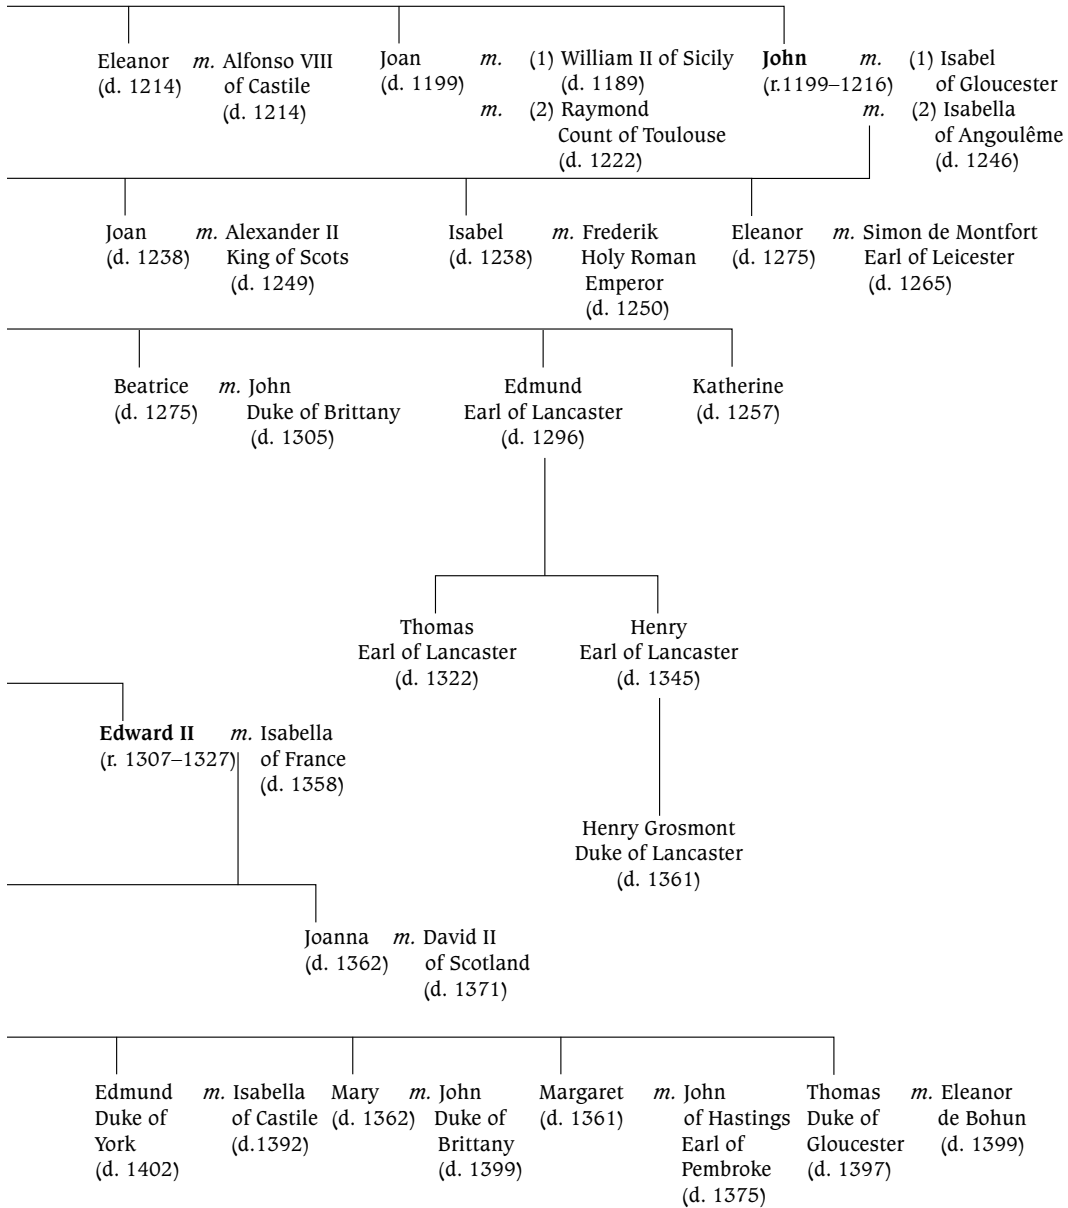 Eleanor m. Alfonso VIII
(d. 1214) of Castile
(d. 1214)
Joan m. (1) William II of Sicily
(d. 1199) (d. 1189)
m. (2) Raymond
Count of Toulouse
(d. 1222)
John m. (1) Isabel
(r.1199–1216) of Gloucester
m. (2) Isabella
of Angoulême
(d. 1246)
Joan m. Alexander II
(d. 1238) King of Scots
(d. 1249)
Isabel m. Frederik
(d. 1238) Holy Roman
Emperor
(d. 1250)
Eleanor m. Simon de Montfort
(d. 1275) Earl of Leicester
(d. 1265)
Beatrice m. John
(d. 1275) Duke of Brittany
(d. 1305)
Edmund
Earl of Lancaster
(d. 1296)
Katherine
(d. 1257)
Thomas
Earl of Lancaster
(d. 1322)
Henry
Earl of Lancaster
(d. 1345)
Edward II m. Isabella
(r. 1307–1327) of France
(d. 1358)
Henry Grosmont
Duke of Lancaster
(d. 1361)
Joanna m. David II
(d. 1362) of Scotland
(d. 1371)
Edmund m. Isabella
Duke of of Castile
York (d.1392)
(d. 1402)
Mary m. John
(d. 1362) Duke of
Brittany
(d. 1399)
Margaret m. John
(d. 1361) of Hastings
Earl of
Pembroke
(d. 1375)
Thomas m. Eleanor
Duke of de Bohun
Gloucester (d. 1399)
(d. 1397)